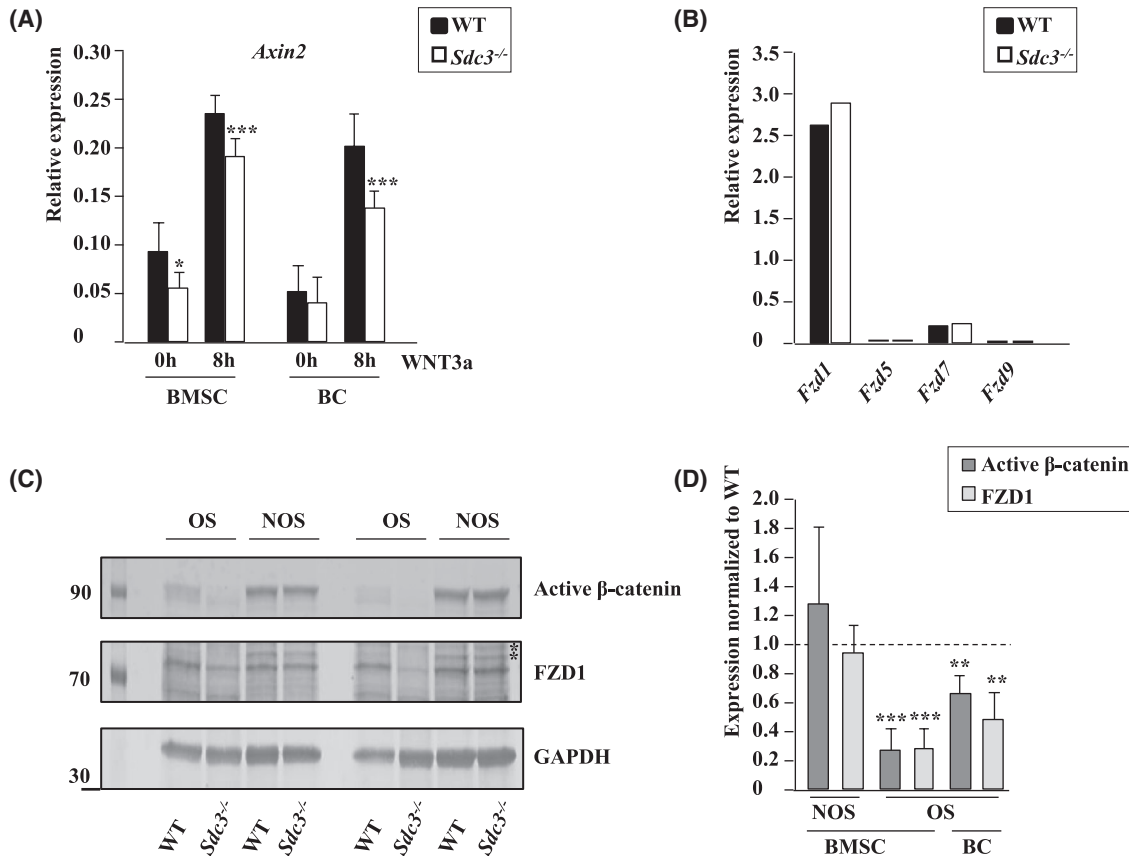 (A)
Axin2
WT
Sdc3-/-
Relative expression
0.30
0.25
0.20
0.15
0.10
0.05
0
*
***
***
0h 8h 0h 8h WNT3a
BMSC BC
(B)
WT
Sdc3-/-
Relative expression
3.5
3.0
2.5
2.0
1.5
1.0
0.5
0
Fzd1 Fzd5 Fzd7 Fzd9
(C)
OS NOS OS NOS
90 Active β-catenin
70 FZD1
**
30 GAPDH
WT Sdc3-/- WT Sdc3-/- WT Sdc3-/- WT Sdc3-/-
(D)
Active β-catenin
FZD1
Expression normalized to WT
2.0
1.8
1.6
1.4
1.2
1.0
0.8
0.6
0.4
0.2
0
*** *** ** **
NOS OS
BMSC BC